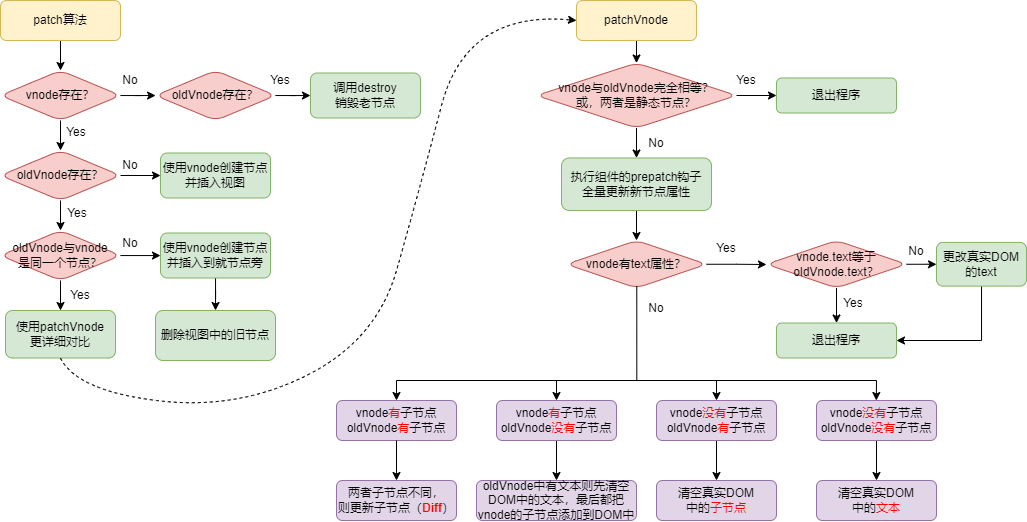 patch算法
vnode存在?
No
oldVnode存在?
Yes
调用destroy
销毁老节点
Yes
oldVnode存在?
No
使用vnode创建节点
并插入视图
Yes
oldVnode与vnode
是同一个节点?
No
使用vnode创建节点
并插入到就节点旁
Yes
使用patchVnode
更详细对比
删除视图中的旧节点
patchVnode
vnode与oldVnode完全相等?
或，两者是静态节点?
Yes
退出程序
No
执行组件的prepatch钩子
全量更新新节点属性
vnode有text属性?
Yes
vnode.text等于
oldVnode.text?
No
更改真实DOM
的text
Yes
退出程序
No
vnode有子节点
oldVnode有子节点
vnode有子节点
oldVnode没有子节点
vnode没有子节点
oldVnode有子节点
vnode没有子节点
oldVnode没有子节点
两者子节点不同，
则更新子节点（Diff）
oldVnode中有文本则先清空
DOM中的文本，最后都把
vnode的子节点添加到DOM中
清空真实DOM
中的子节点
清空真实DOM
中的文本